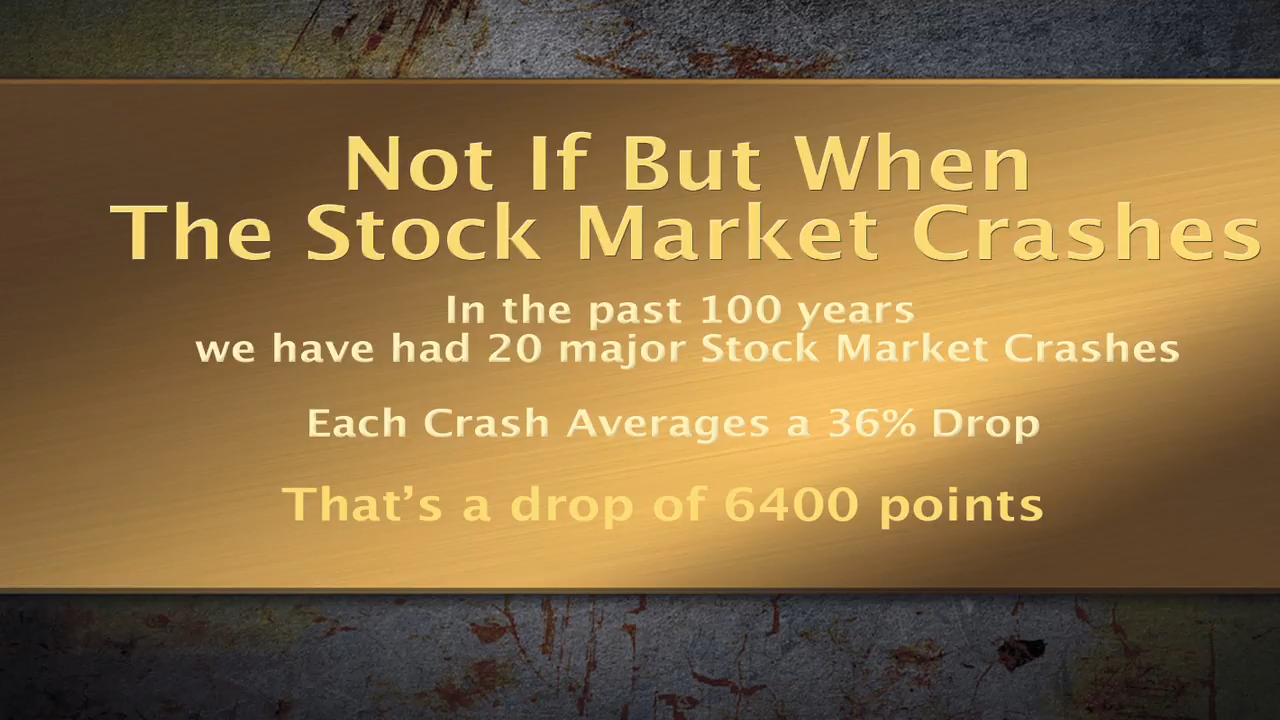 Not If But When
The Stock Market Crashes
In the past 100 years
we have had 20 major Stock Market Crashes
Each Crash Averages a 36% Drop
That’s a drop of 6400 points